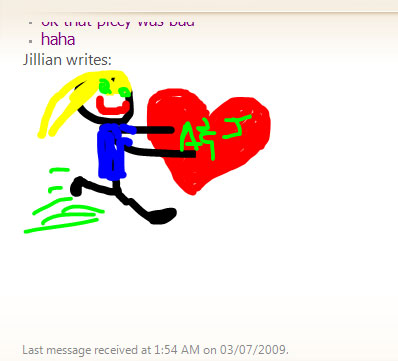 ok that piccy was bad
haha
Jillian writes:
A & J
Last message received at 1:54 AM on 03/07/2009.